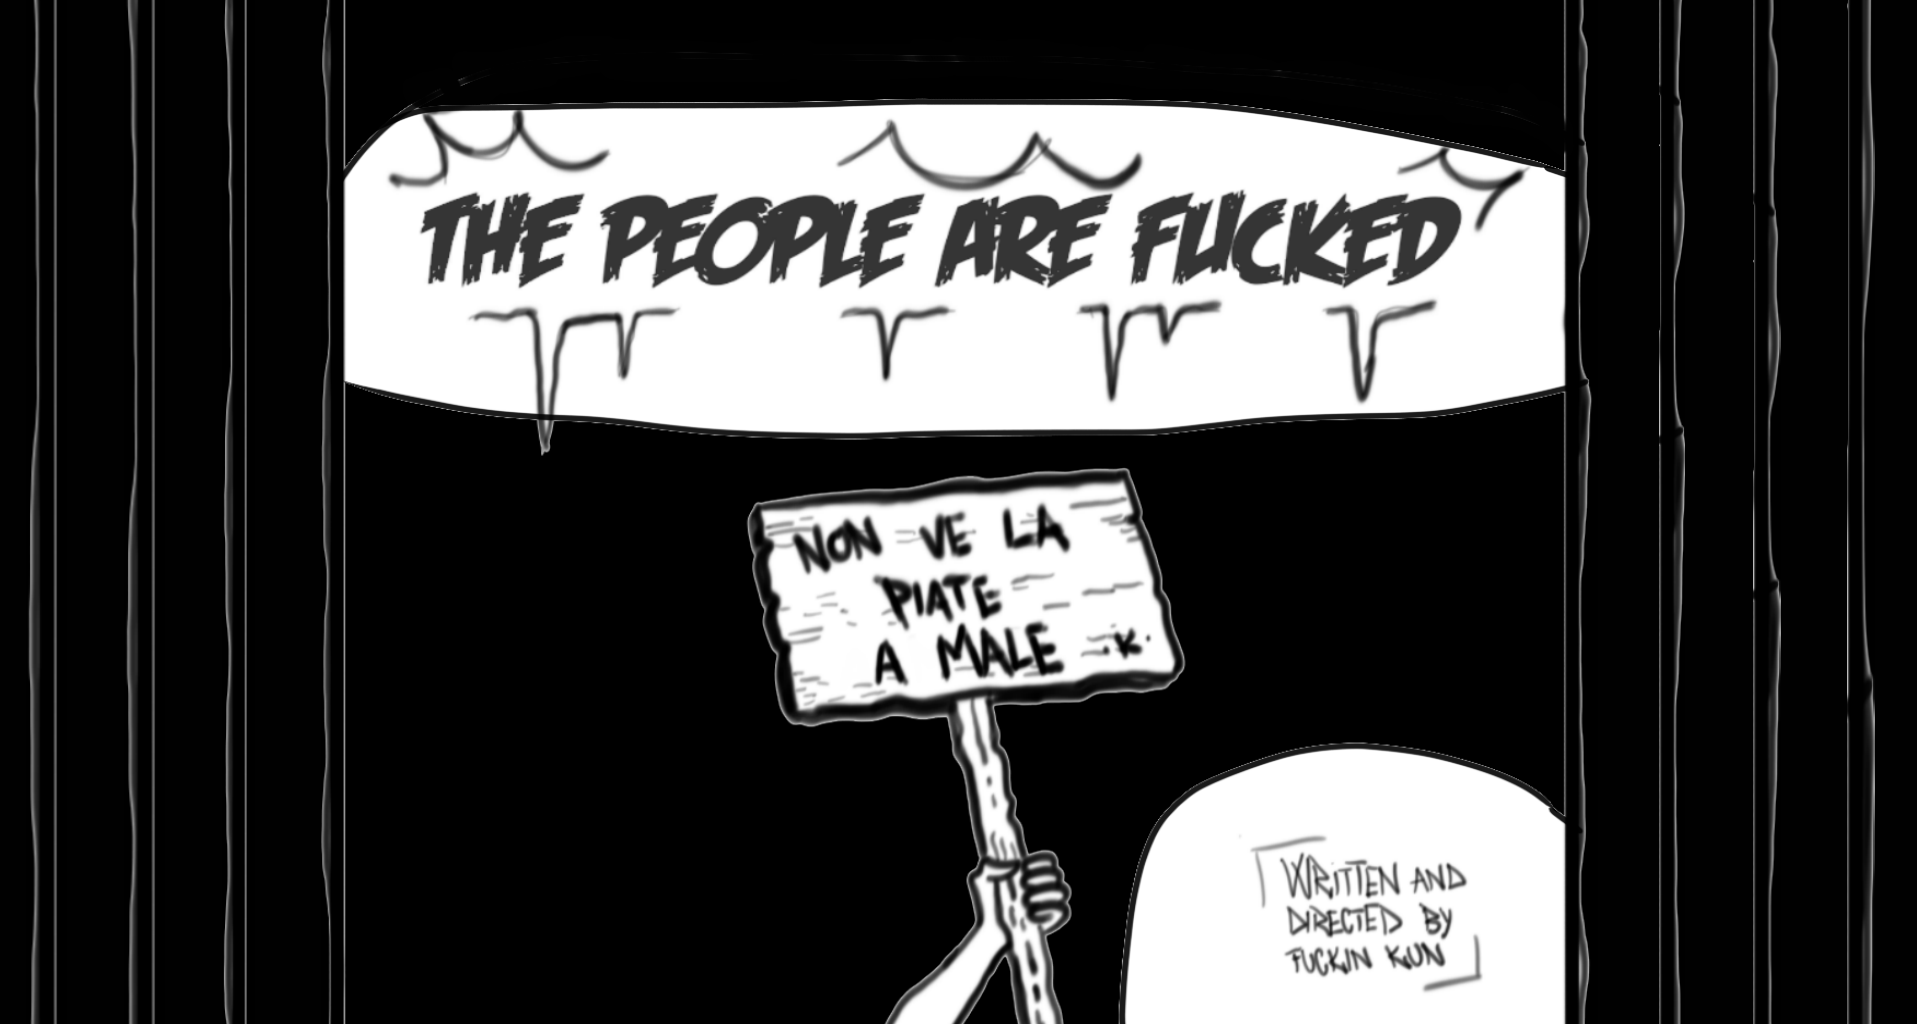 THE PEOPLE ARE FUCKED
NON VE LA
PIATE
A MALE .K.
WRITTEN AND
DIRECTED BY
FUCKIN KUN